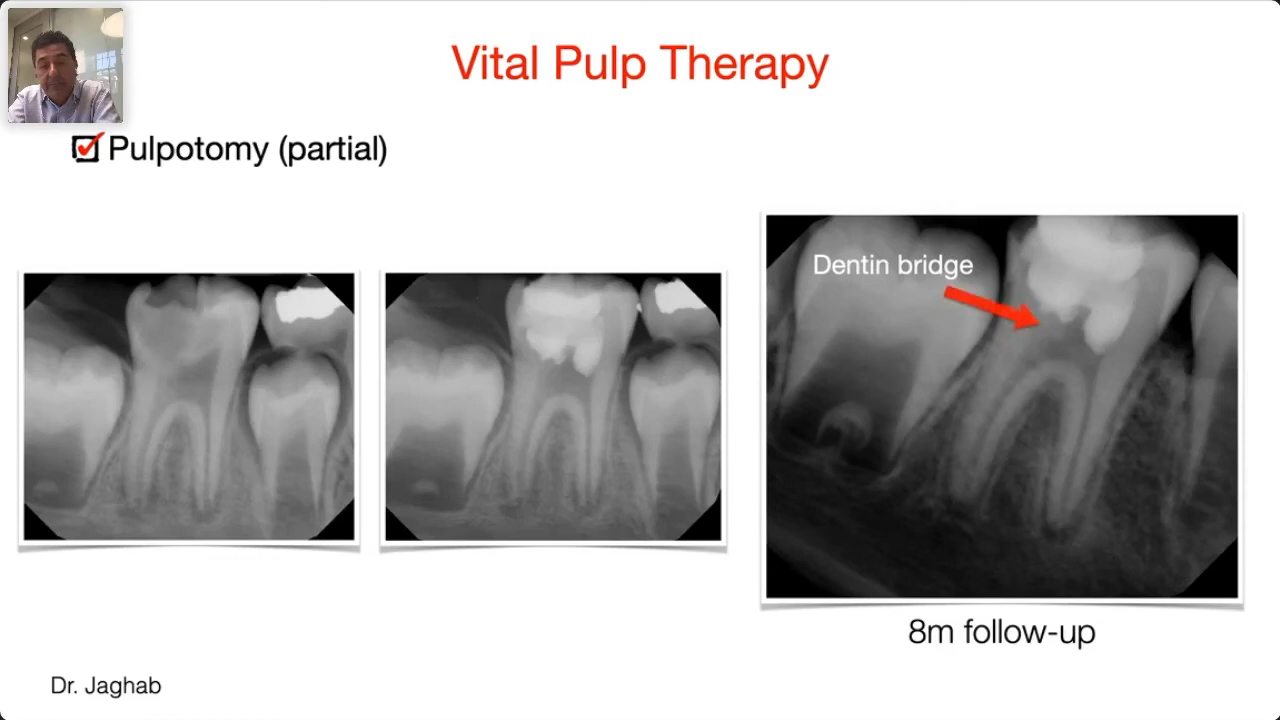 Vital Pulp Therapy
Pulpotomy (partial)
Dentin bridge
8m follow-up
Dr. Jaghab